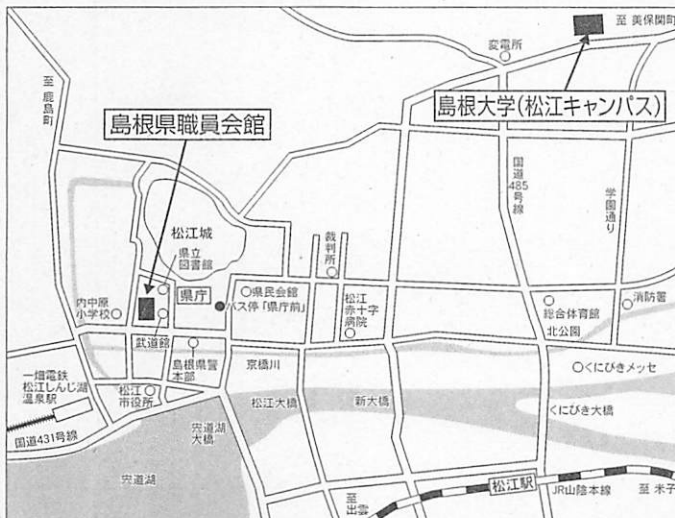 至 美保関町
変電所
至
鹿島町
島根大学(松江キャンパス)
島根県職員会館
国道
485
号線
学園通り
松江城
県立
図書館
裁判所
県庁
県民会館
バス停「県庁前」
内中原
小学校
松江
赤十字
病院
総合体育館
消防署
北公園
武道館
島根県警
本部
京橋川
くにびきメッセ
一畑電鉄
松江しんじ湖
温泉駅
松江
市役所
松江大橋
新大橋
くにびき大橋
宍道湖
大橋
国道431号線
宍道湖
松江駅
至
出雲
JR山陰本線
至 米子